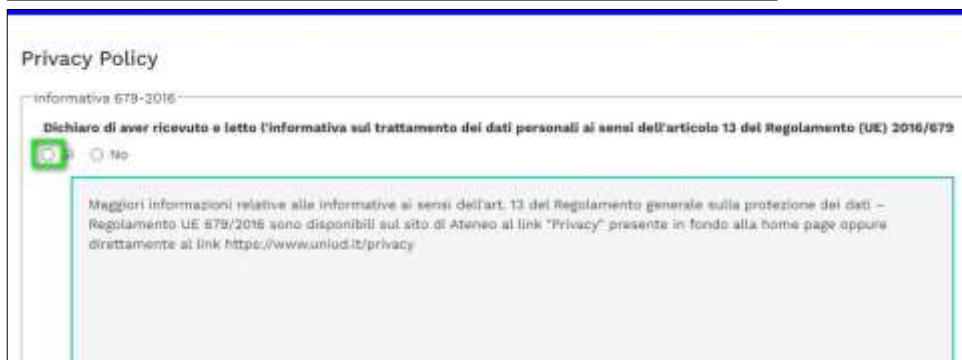 Privacy Policy
Informativa 679-2016
Dichiaro di aver ricevuto e letto l'informativa sul trattamento dei dati personali ai sensi dell'articolo 13 del Regolamento (UE) 2016/679
No
Maggiori informazioni relative alle informative ai sensi dell'art. 13 del Regolamento generale sulla protezione dei dati –
Regolamento UE 679/2016 sono disponibili sul sito di Ateneo al link "Privacy" presente in fondo alla home page oppure
direttamente al link https://www.uniud.it/privacy